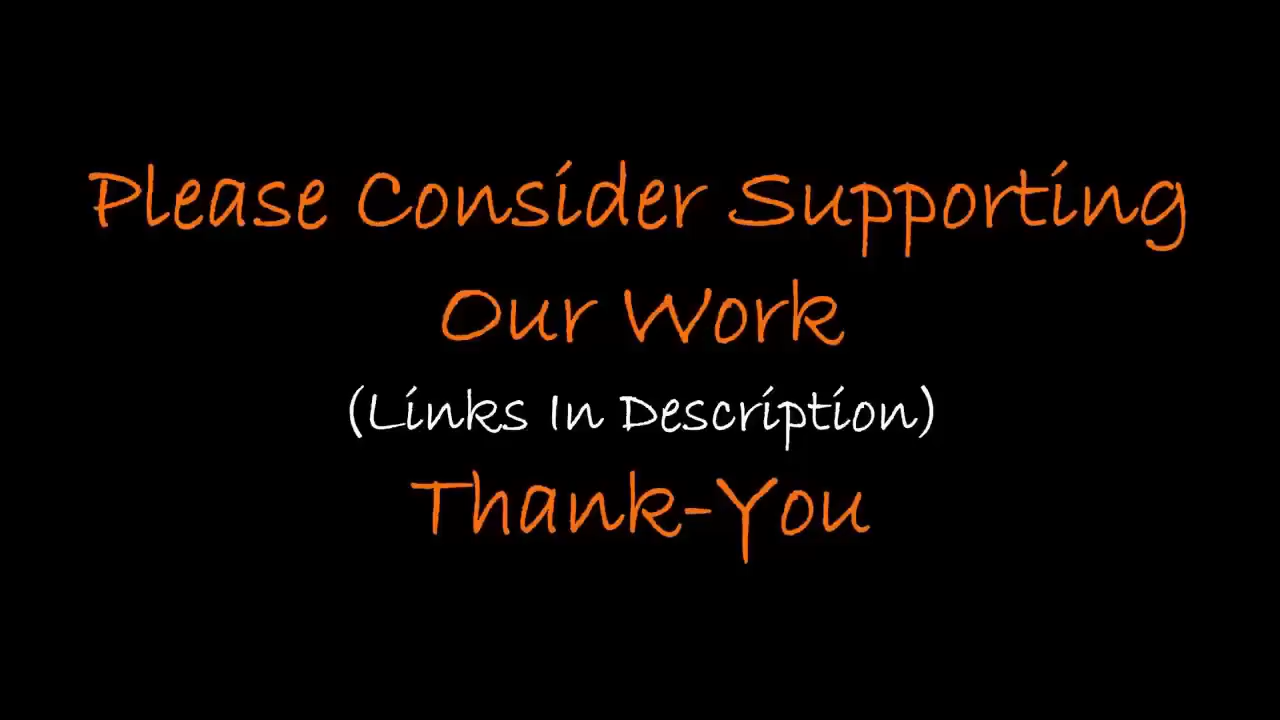 Please Consider Supporting
Our Work
(Links In Description)
Thank-You